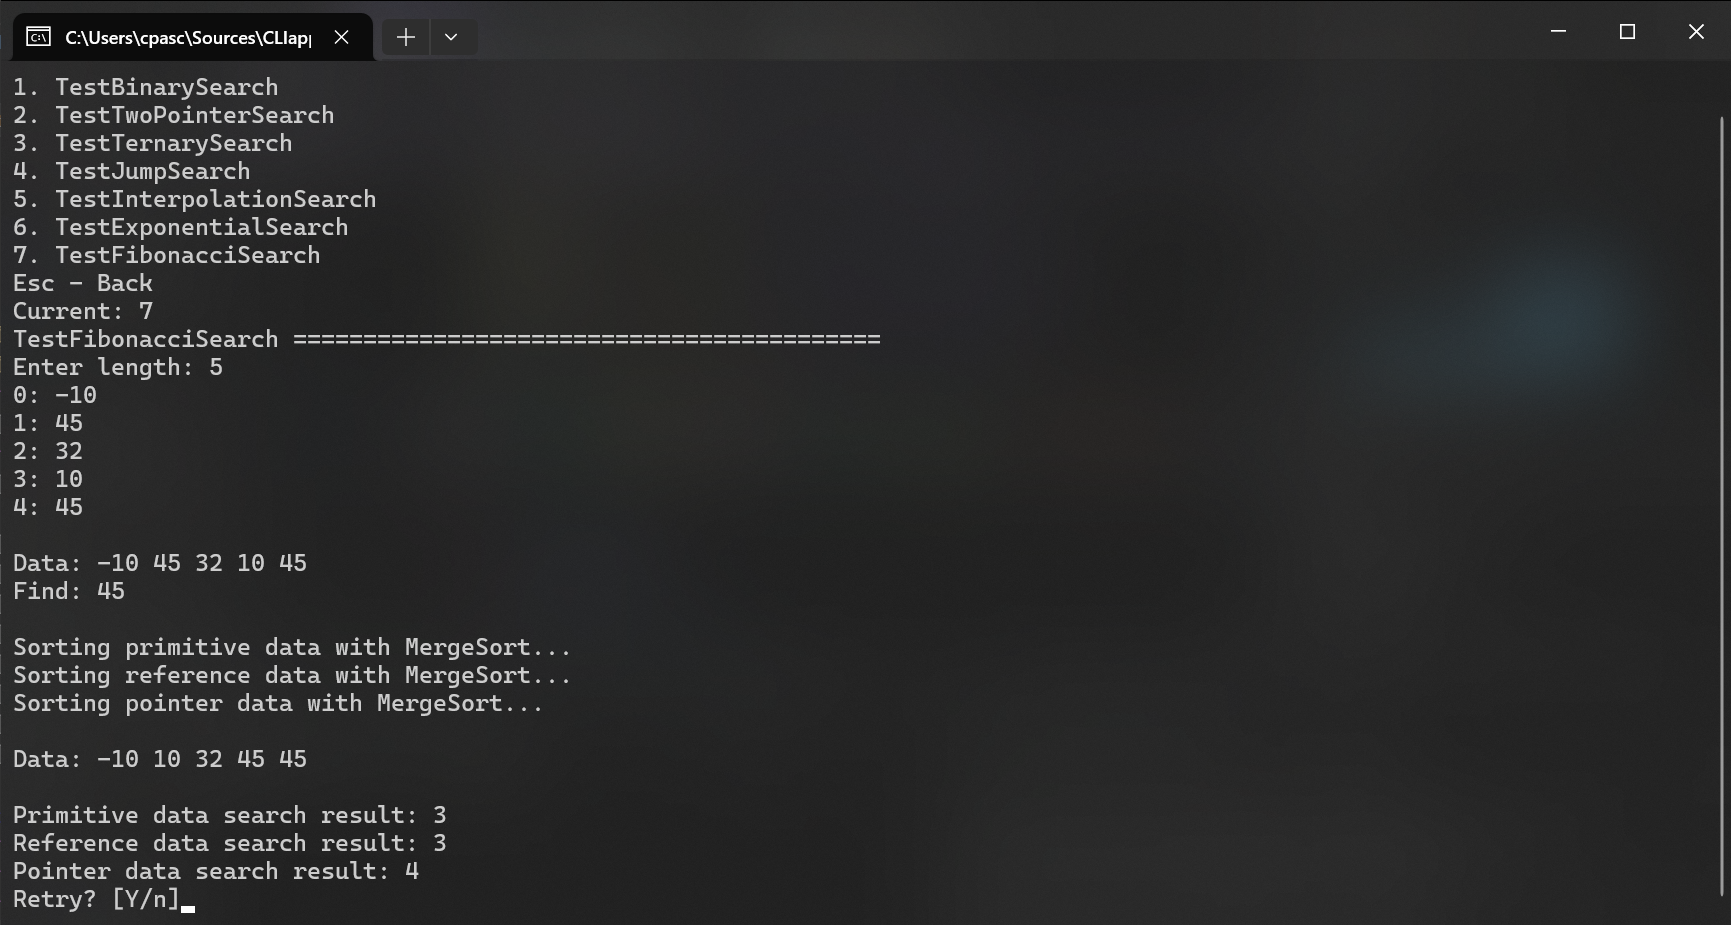 C:\Users\cpasc\Sources\CLIapp
1. TestBinarySearch
2. TestTwoPointerSearch
3. TestTernarySearch
4. TestJumpSearch
5. TestInterpolationSearch
6. TestExponentialSearch
7. TestFibonacciSearch
Esc - Back
Current: 7
TestFibonacciSearch ==========================================
Enter length: 5
0: -10
1: 45
2: 32
3: 10
4: 45
Data: -10 45 32 10 45
Find: 45
Sorting primitive data with MergeSort...
Sorting reference data with MergeSort...
Sorting pointer data with MergeSort...
Data: -10 10 32 45 45
Primitive data search result: 3
Reference data search result: 3
Pointer data search result: 4
Retry? [Y/n]